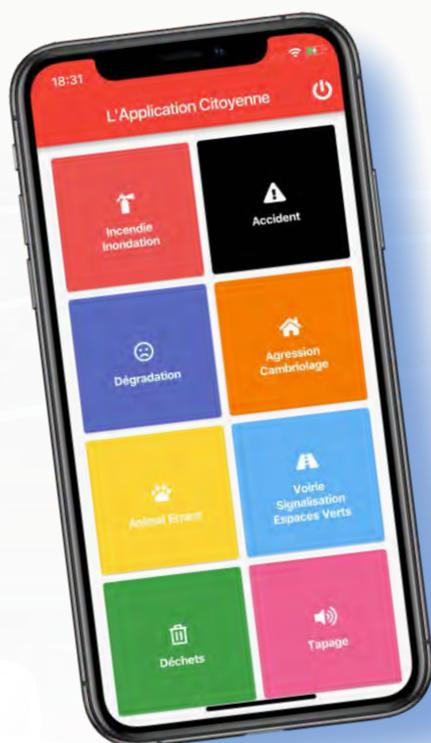 18:31
L'Application Citoyenne
Incendie
Inondation
Accident
Dégradation
Agression
Cambriolage
Animal Errant
Voirie
Signalisation
Espaces Verts
Déchets
Tapage